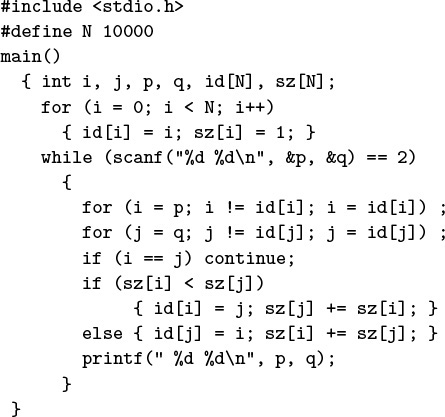 #include <stdio.h>
#define N 10000
main()
  { int i, j, p, q, id[N], sz[N];
    for (i = 0; i < N; i++)
      { id[i] = i; sz[i] = 1; }
    while (scanf("%d %d\n", &p, &q) == 2)
      {
        for (i = p; i != id[i]; i = id[i]) ;
        for (j = q; j != id[j]; j = id[j]) ;
        if (i == j) continue;
        if (sz[i] < sz[j])
             { id[i] = j; sz[j] += sz[i]; }
        else { id[j] = i; sz[i] += sz[j]; }
        printf(" %d %d\n", p, q);
      }
 }